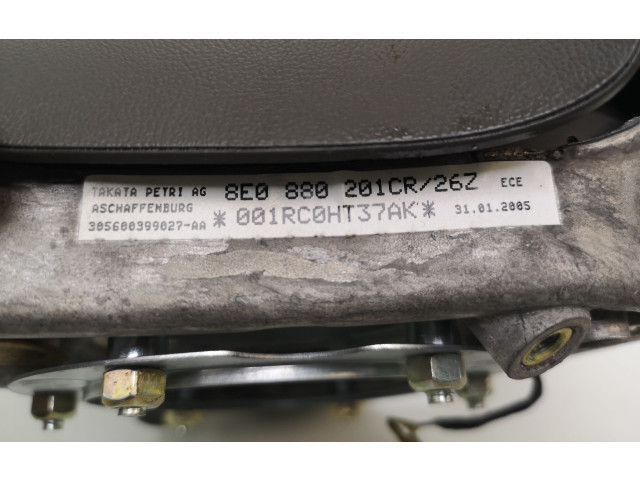 TAKATA PETRI AG 8E0 880 201CR/26Z ECE
ASCHAFFENBURG *001RC0HT37AK* 31.01.2005
305600399027-AA